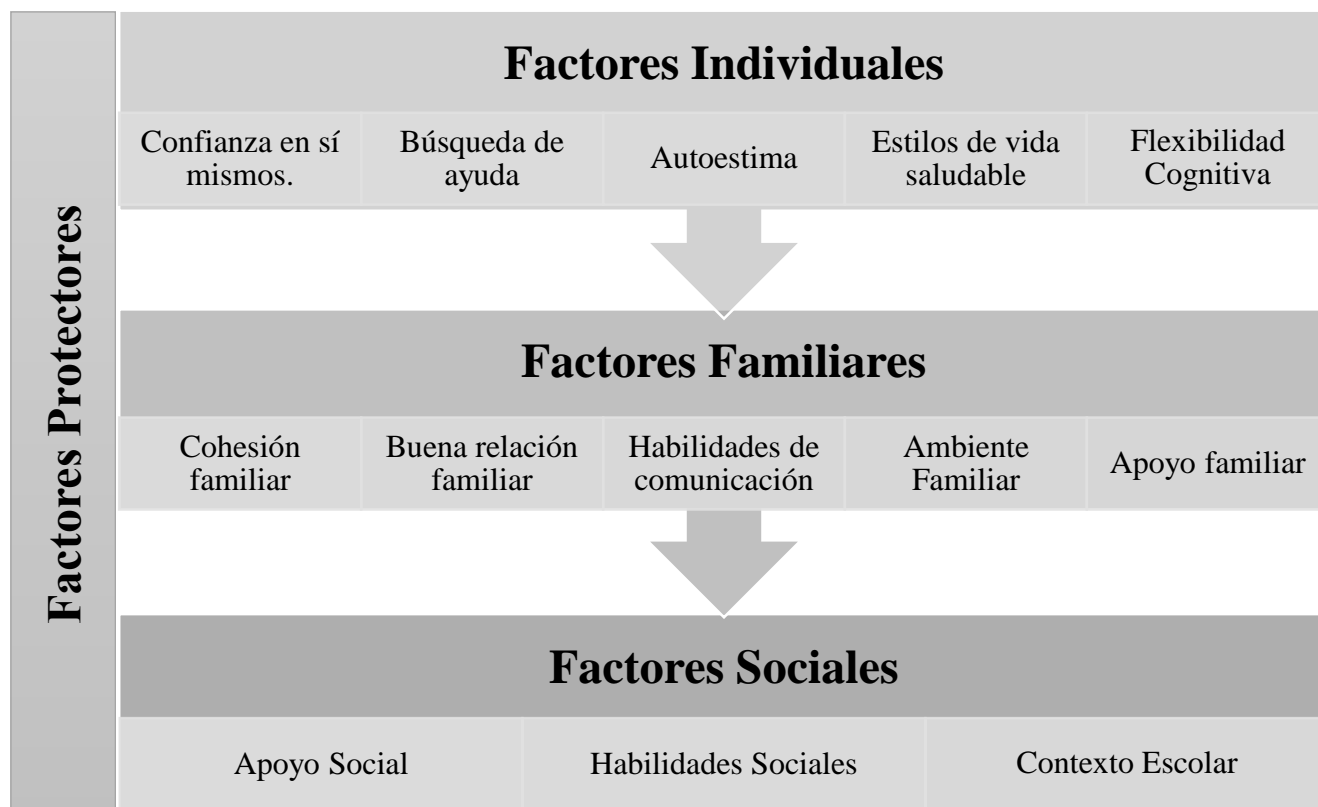 Factores Protectores
Factores Individuales
Confianza en sí
mismos.
Búsqueda de
ayuda
Autoestima
Estilos de vida
saludable
Flexibilidad
Cognitiva
Factores Familiares
Cohesión
familiar
Buena relación
familiar
Habilidades de
comunicación
Ambiente
Familiar
Apoyo familiar
Factores Sociales
Apoyo Social
Habilidades Sociales
Contexto Escolar